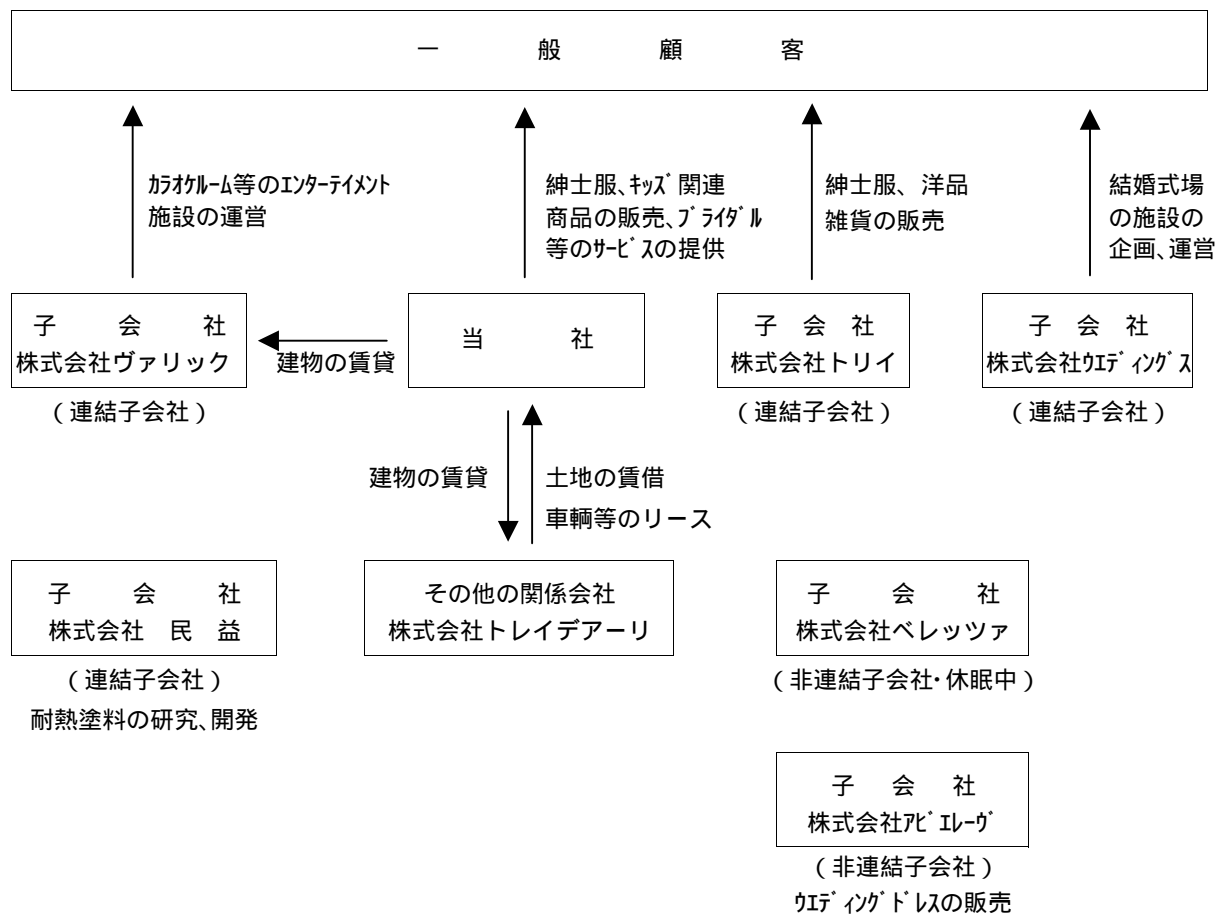 一般顧客
カラオケルーム等のエンターテイメント
施設の運営
紳士服、キッズ関連
商品の販売、ブライダル
等のサービスの提供
紳士服、洋品
雑貨の販売
結婚式場
の施設の
企画、運営
子会社
株式会社ヴァリック
(連結子会社)
建物の賃貸
当社
子会社
株式会社トリイ
(連結子会社)
子会社
株式会社ウエディングス
(連結子会社)
建物の賃貸
土地の賃借
車輌等のリース
子会社
株式会社 民益
(連結子会社)
耐熱塗料の研究、開発
その他の関係会社
株式会社トレイデアーリ
子会社
株式会社ベレッツァ
(非連結子会社・休眠中)
子会社
株式会社アビエレーヴ
(非連結子会社)
ウエディングドレスの販売